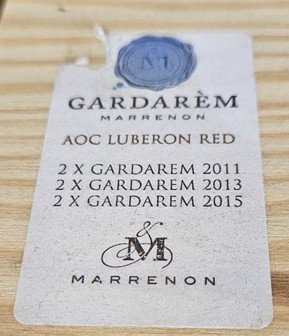 M
GARDARÈM
MARRENON
AOC LUBERON RED
2 X GARDAREM 2011
2 X GARDAREM 2013
2 X GARDAREM 2015
&
M
MARRENON